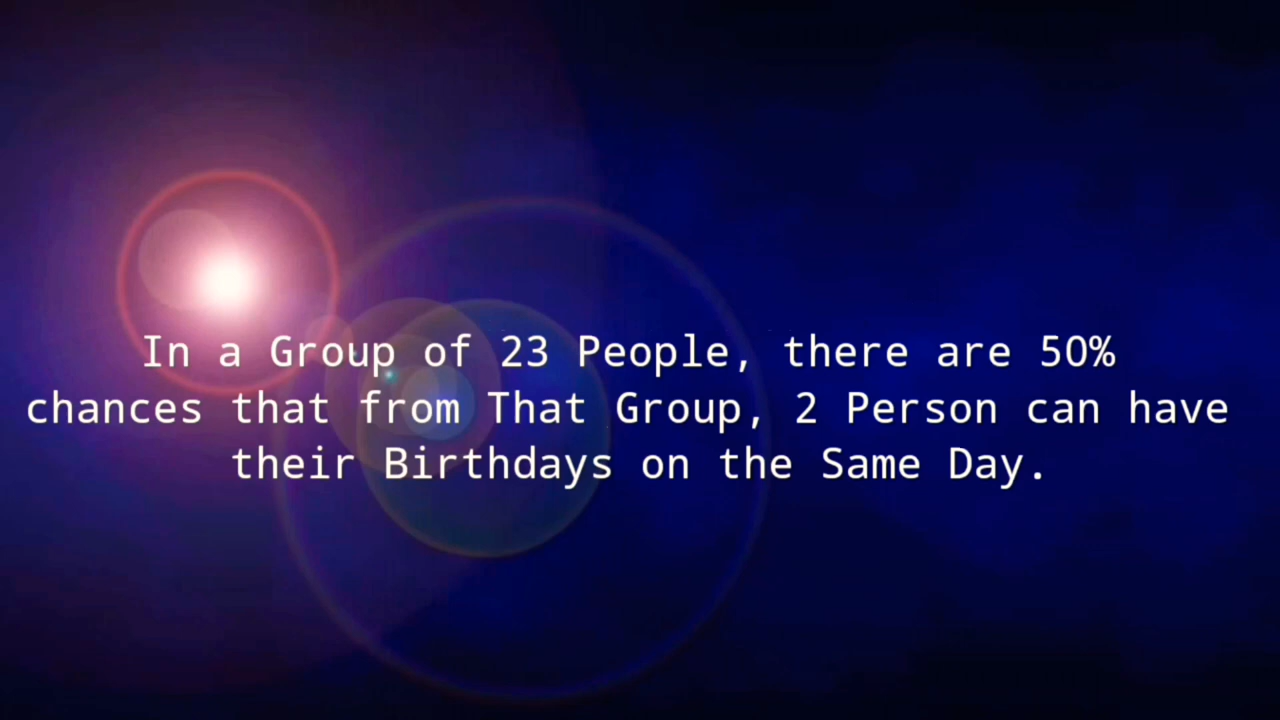 In a Group of 23 People, there are 50%
chances that from That Group, 2 Person can have
their Birthdays on the Same Day.